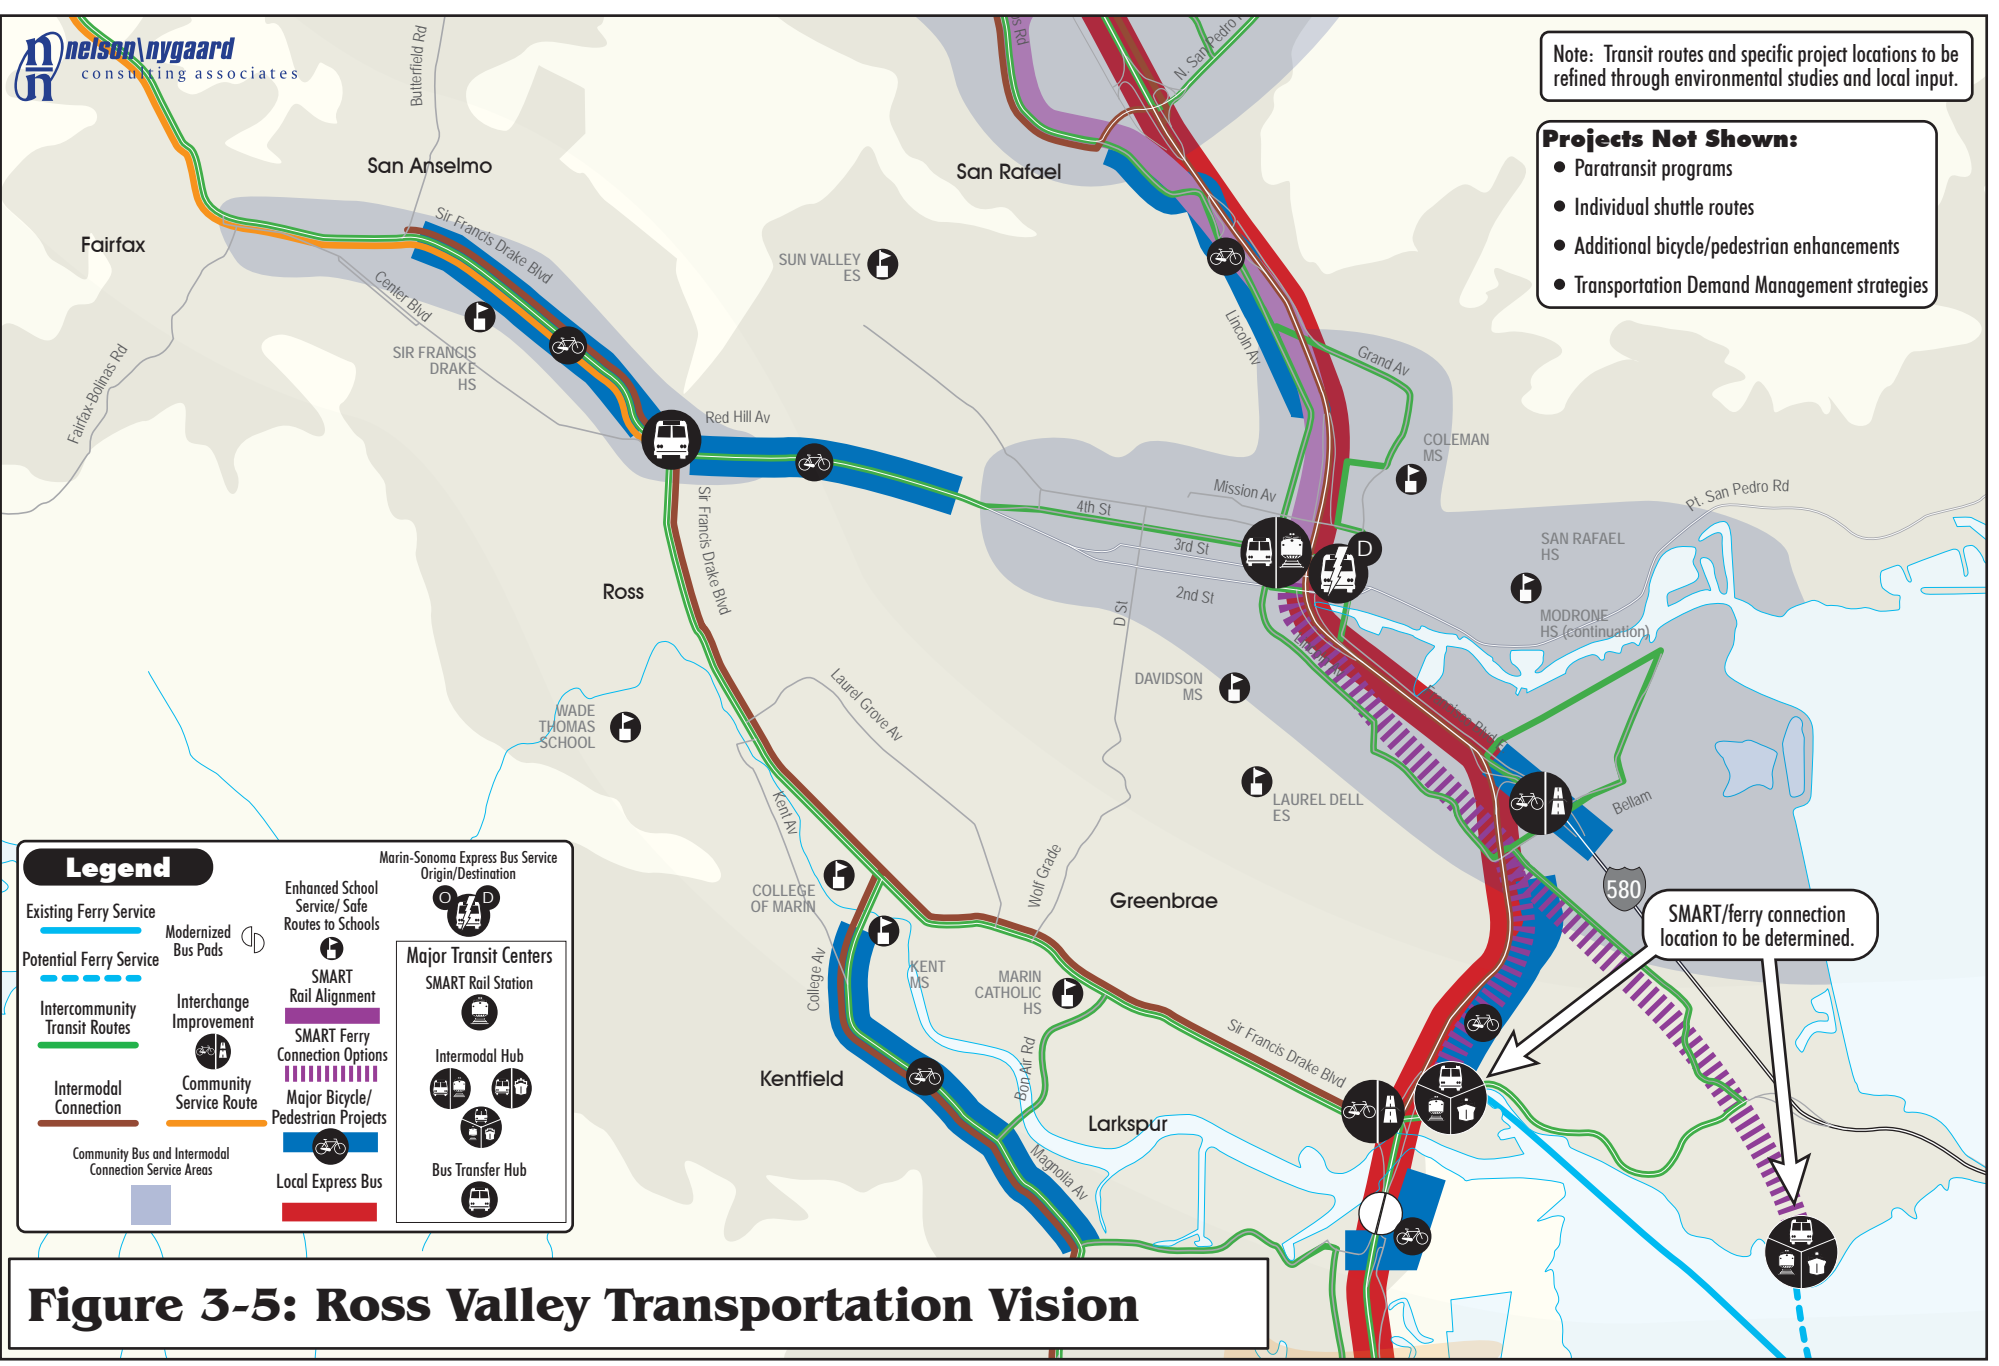 nelson\nygaard
consulting associates
Note: Transit routes and specific project locations to be
refined through environmental studies and local input.
Projects Not Shown:
Paratransit programs
Individual shuttle routes
Additional bicycle/pedestrian enhancements
Transportation Demand Management strategies
Butterfield Rd
N. San Pedro
San Anselmo
San Rafael
Fairfax
Sir Francis Drake Blvd
Center Blvd
Fairfax-Bolinas Rd
SIR FRANCIS
DRAKE
HS
SUN VALLEY
ES
Lincoln Av
Grand Av
Red Hill Av
COLEMAN
MS
Mission Av
4th St
3rd St
2nd St
D St
D
Pt. San Pedro Rd
SAN RAFAEL
HS
MODRONE
HS (continuation)
Ross
Sir Francis Drake Blvd
WADE
THOMAS
SCHOOL
Laurel Grove Av
DAVIDSON
MS
Francisco Blvd E
LAUREL DELL
ES
Bellam
580
Kent Av
COLLEGE
OF MARIN
Wolf Grade
Greenbrae
SMART/ferry connection
location to be determined.
College Av
KENT
MS
MARIN
CATHOLIC
HS
Sir Francis Drake Blvd
Bon Air Rd
Kentfield
Larkspur
Magnolia Av
Legend
Existing Ferry Service
Potential Ferry Service
Intercommunity
Transit Routes
Intermodal
Connection
Community Bus and Intermodal
Connection Service Areas
Modernized
Bus Pads
Interchange
Improvement
Community
Service Route
Enhanced School
Service/ Safe
Routes to Schools
SMART
Rail Alignment
SMART Ferry
Connection Options
Major Bicycle/
Pedestrian Projects
Local Express Bus
Marin-Sonoma Express Bus Service
Origin/Destination
O D
Major Transit Centers
SMART Rail Station
Intermodal Hub
Bus Transfer Hub
Figure 3-5: Ross Valley Transportation Vision